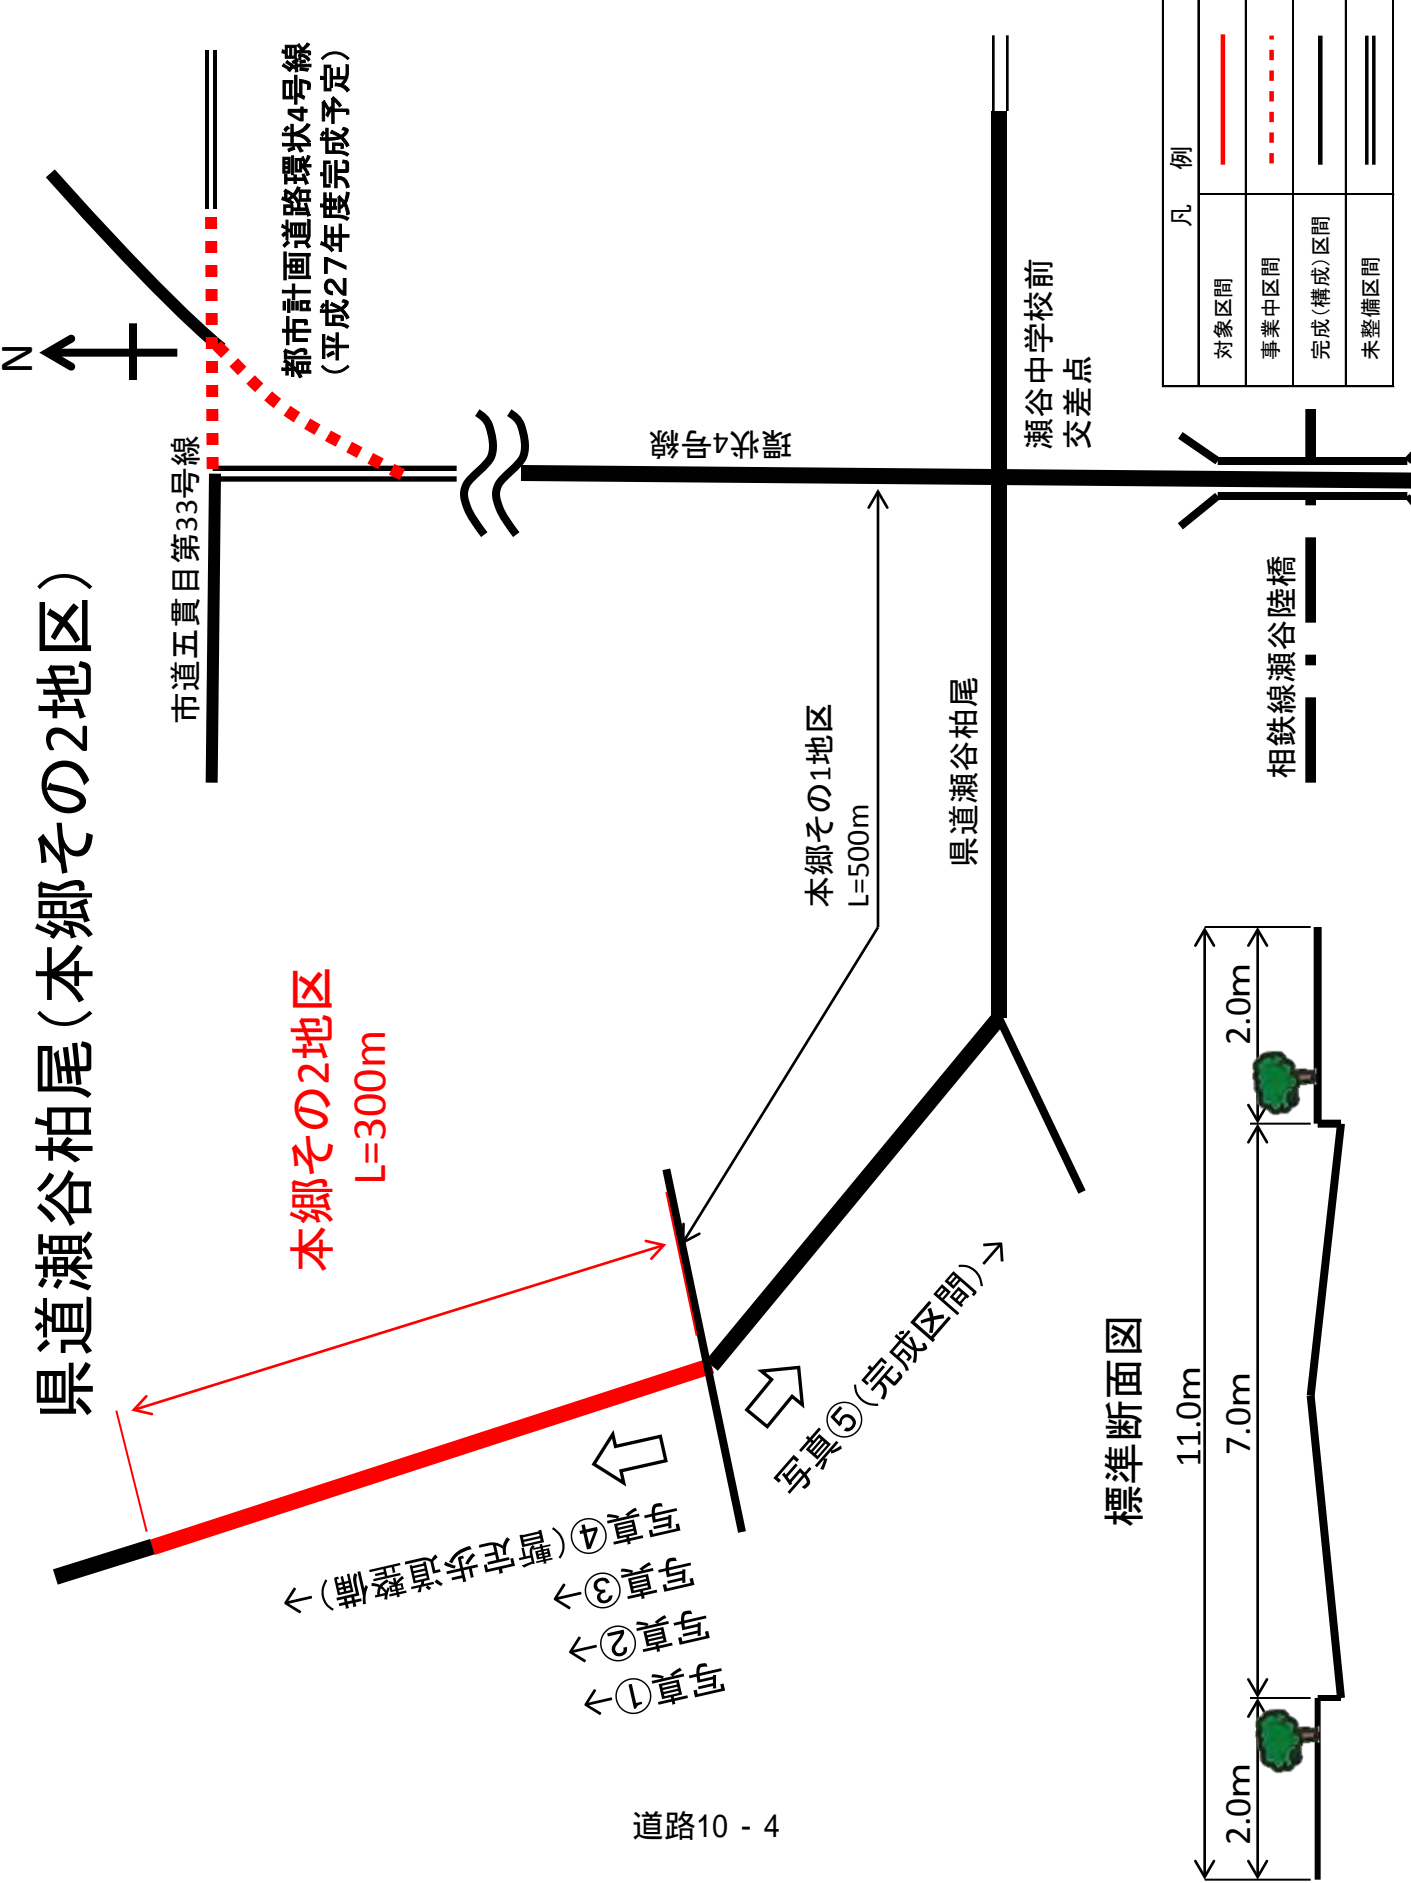 県道瀬谷柏尾（本郷その2地区）
N
市道五貫目第33号線
都市計画道路環状4号線
（平成27年度完成予定）
環状4号線
本郷その2地区
L=300m
本郷その1地区
L=500m
県道瀬谷柏尾
瀬谷中学校前
交差点
相鉄線瀬谷陸橋
写真④（暫定歩道整備）→
写真③→
写真②→
写真①→
写真⑤（完成区間）→
標準断面図
11.0m
2.0m
7.0m
2.0m
凡 例
対象区間
事業中区間
完成（構成）区間
未整備区間
道路10 - 4